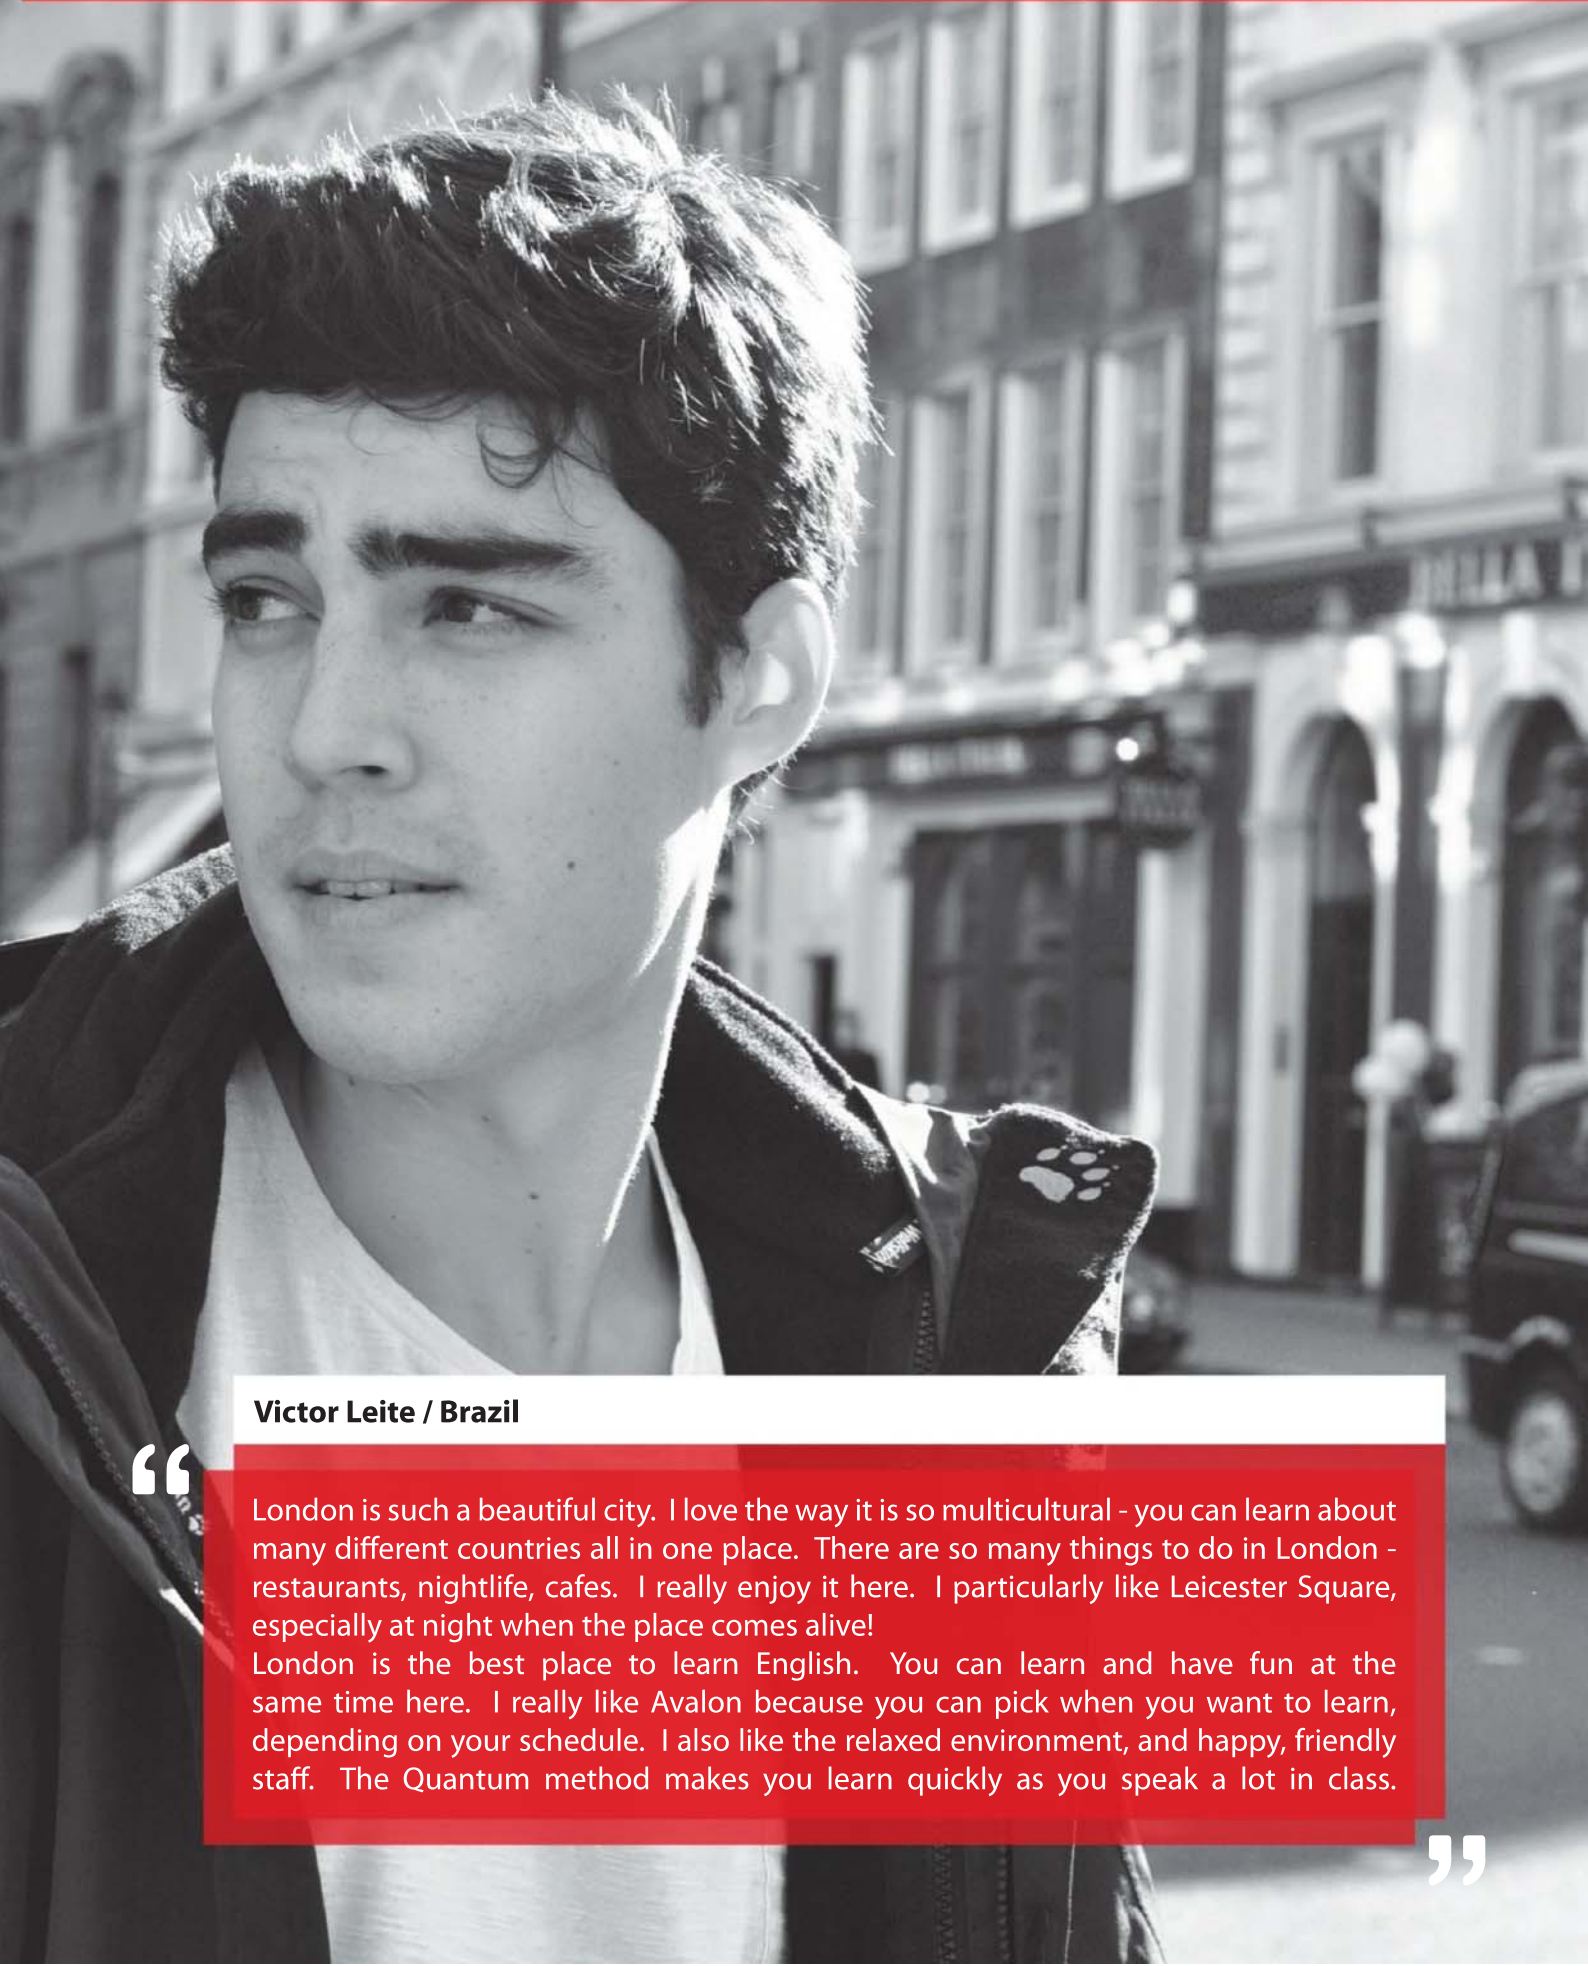 Victor Leite / Brazil
“
London is such a beautiful city. I love the way it is so multicultural - you can learn about
many different countries all in one place. There are so many things to do in London -
restaurants, nightlife, cafes. I really enjoy it here. I particularly like Leicester Square,
especially at night when the place comes alive!
London is the best place to learn English. You can learn and have fun at the
same time here. I really like Avalon because you can pick when you want to learn,
depending on your schedule. I also like the relaxed environment, and happy, friendly
staff. The Quantum method makes you learn quickly as you speak a lot in class.
”